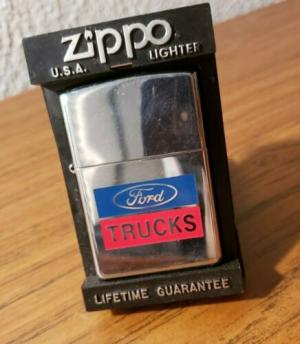 zippo
U.S.A. LIGHTER
Ford
TRUCKS
LIFETIME GUARANTEE